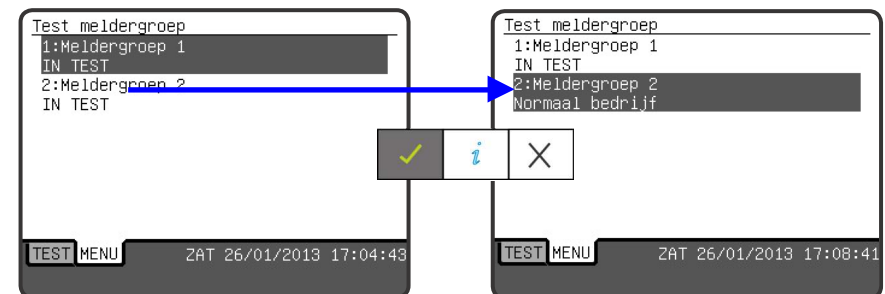 Test meldergroep
1:Meldergroep 1
IN TEST
2:Meldergroep 2
IN TEST
TEST MENU ZAT 26/01/2013 17:04:43
i
Test meldergroep
1:Meldergroep 1
IN TEST
2:Meldergroep 2
Normaal bedrijf
TEST MENU ZAT 26/01/2013 17:08:41